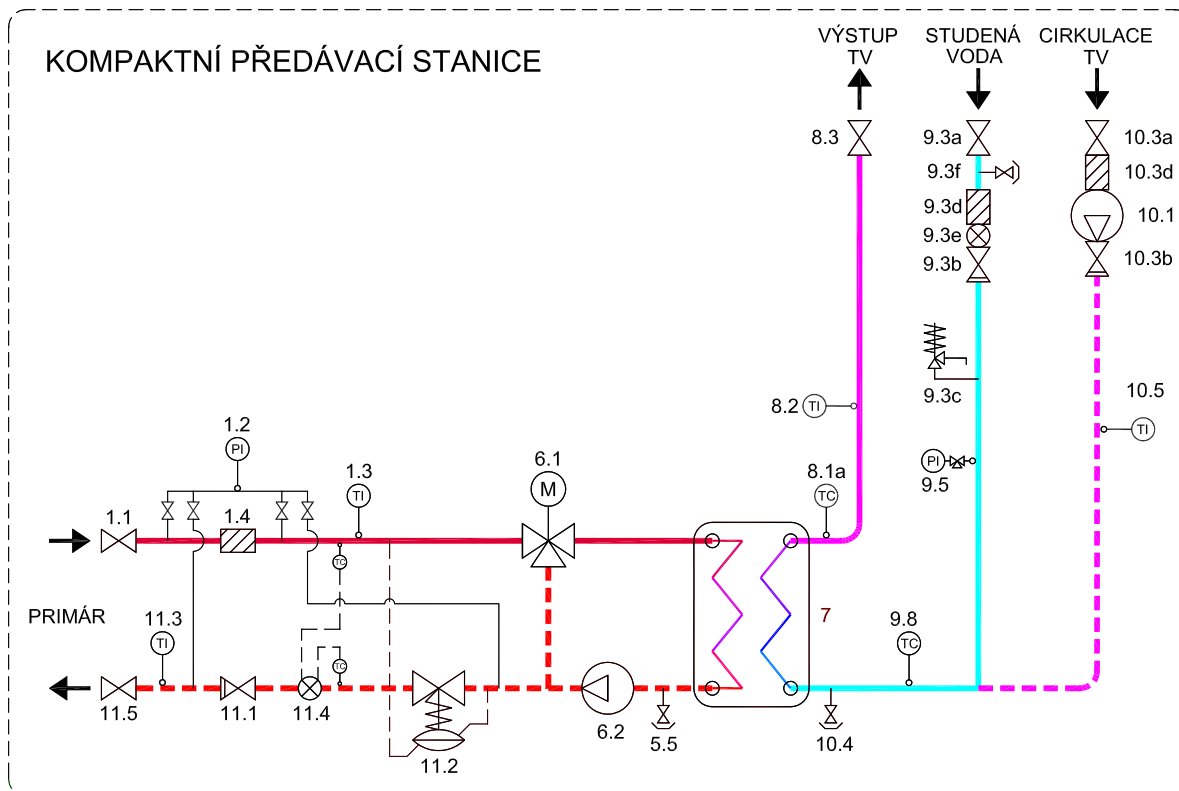 KOMPAKTNÍ PŘEDÁVACÍ STANICE
VÝSTUP
TV
STUDENÁ
VODA
CIRKULACE
TV
8.3
9.3a
10.3a
9.3f
10.3d
9.3d
10.1
9.3e
9.3b
10.3b
9.3c
10.5
8.2
TI
TI
1.2
PI
1.3
TI
6.1
M
8.1a
TC
PI
9.5
1.1
1.4
TC
PRIMÁR
11.3
TI
7
9.8
TC
TC
11.5
11.1
11.4
11.2
6.2
5.5
10.4